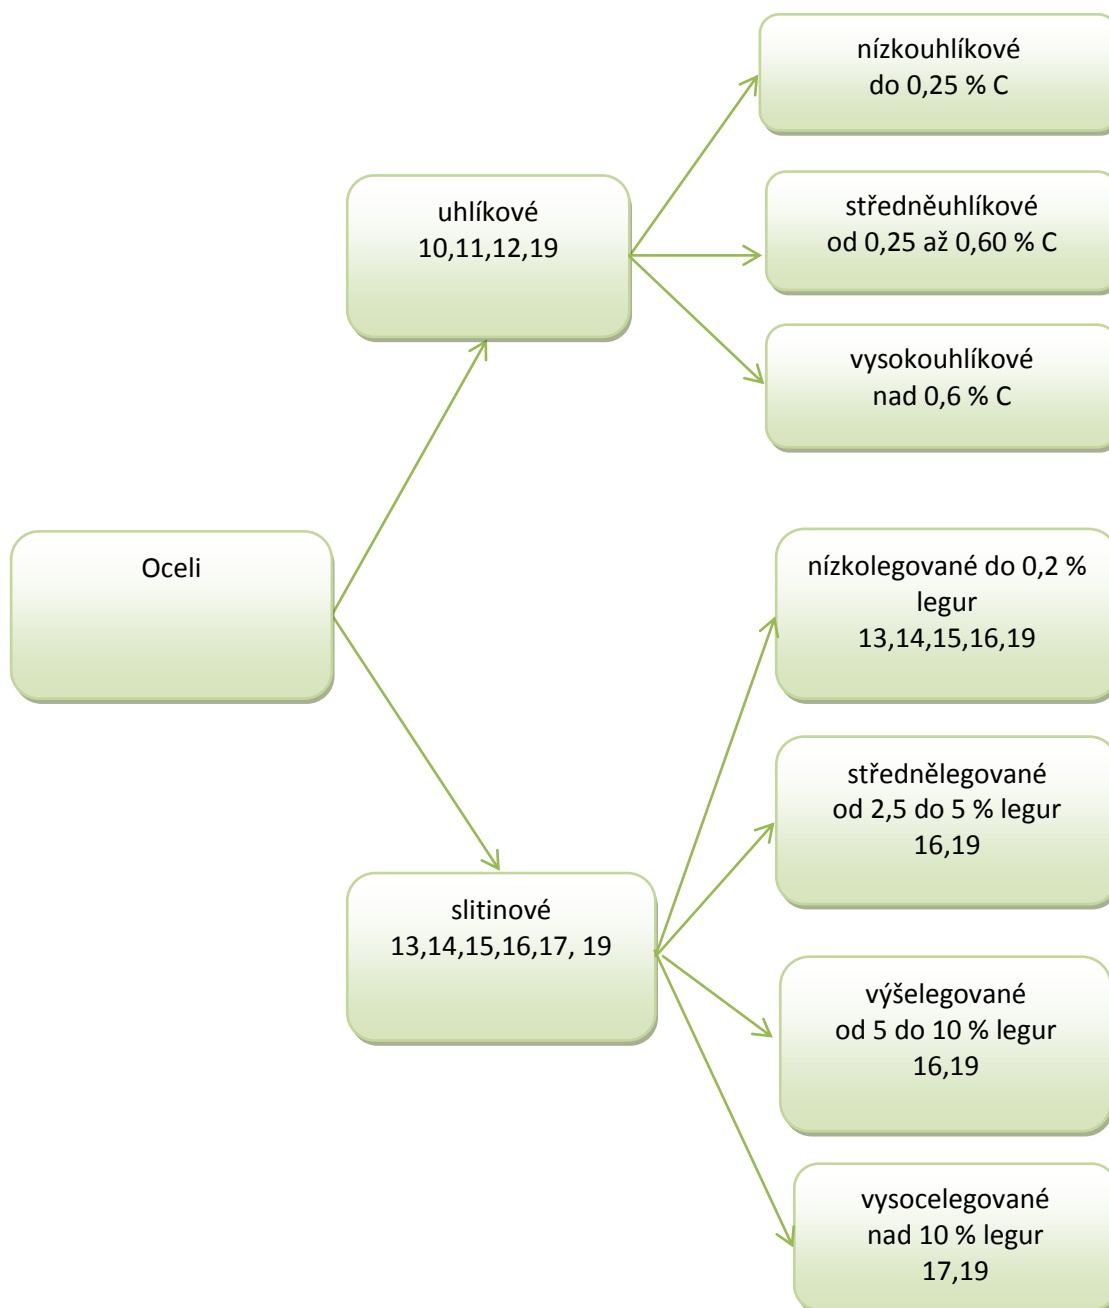 nízkouhlíkové
do 0,25 % C
uhlíkové
10,11,12,19
středněuhlíkové
od 0,25 až 0,60 % C
vysokouhlíkové
nad 0,6 % C
Oceli
nízkolegované do 0,2 %
legur
13,14,15,16,19
střednělegované
od 2,5 do 5 % legur
16,19
slitinové
13,14,15,16,17, 19
výšelegované
od 5 do 10 % legur
16,19
vysocelegované
nad 10 % legur
17,19